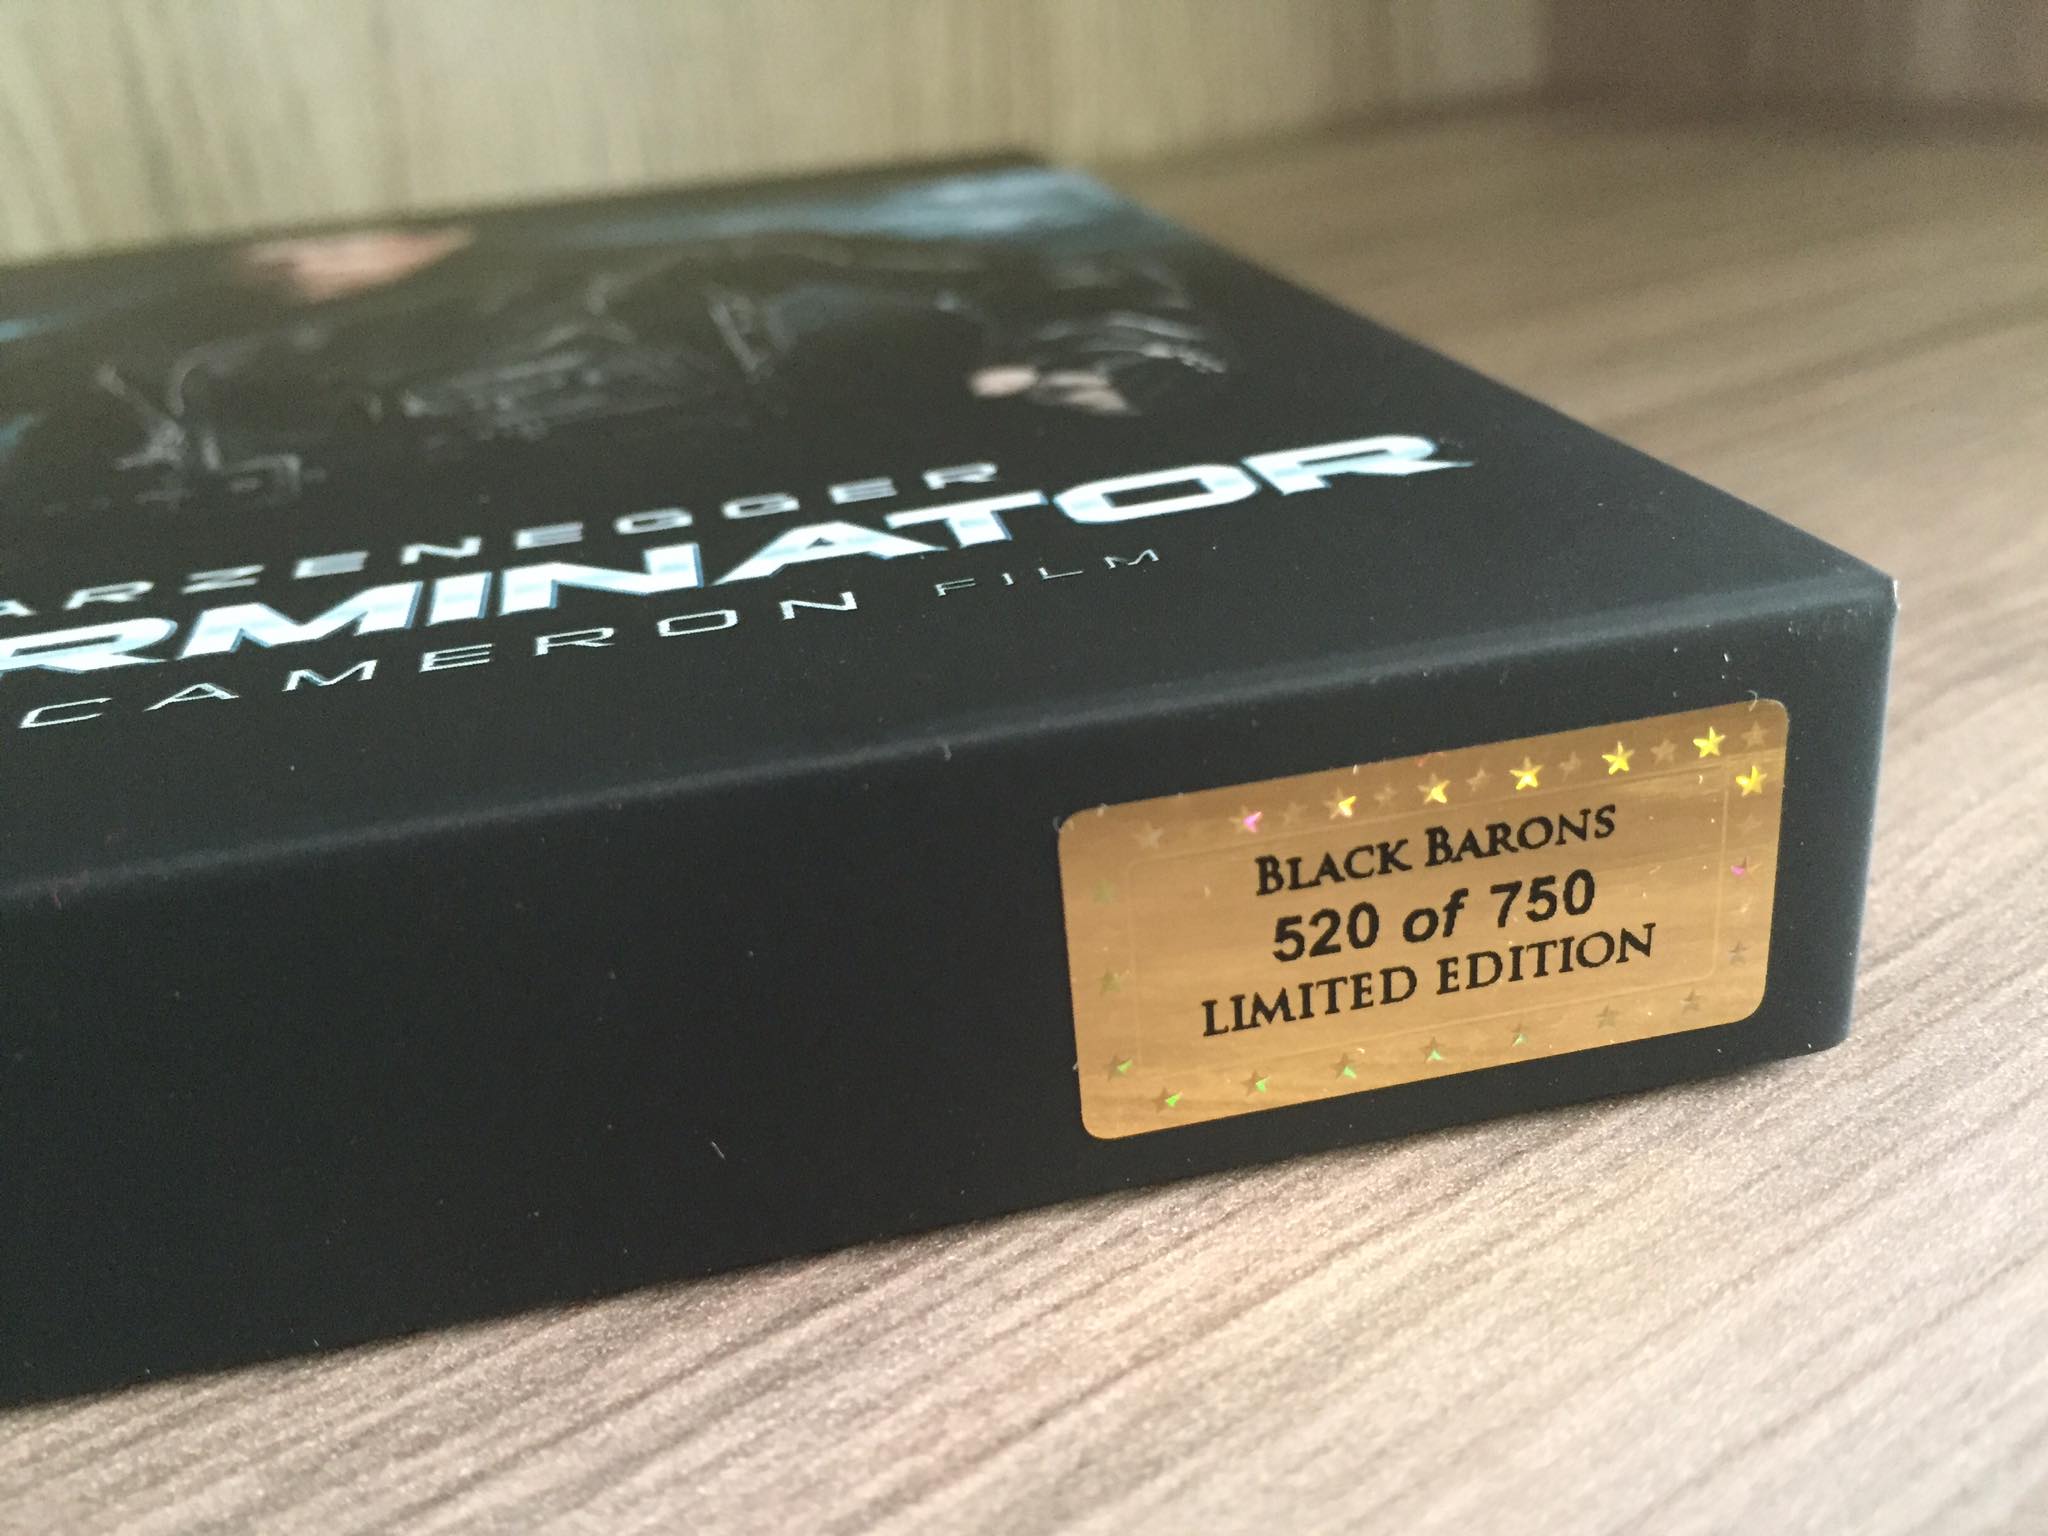 ARZENEGGER
RMINATOR
CAMERON FILM
BLACK BARONS
520 of 750
LIMITED EDITION